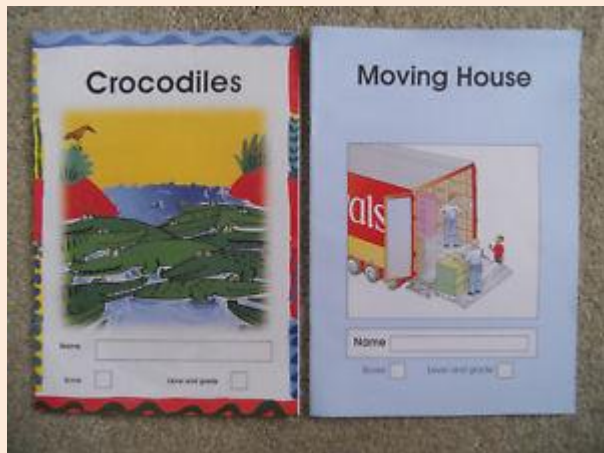 Crocodiles
Name
Score
Level and grade
Moving House
als
Name
Score
Level and grade